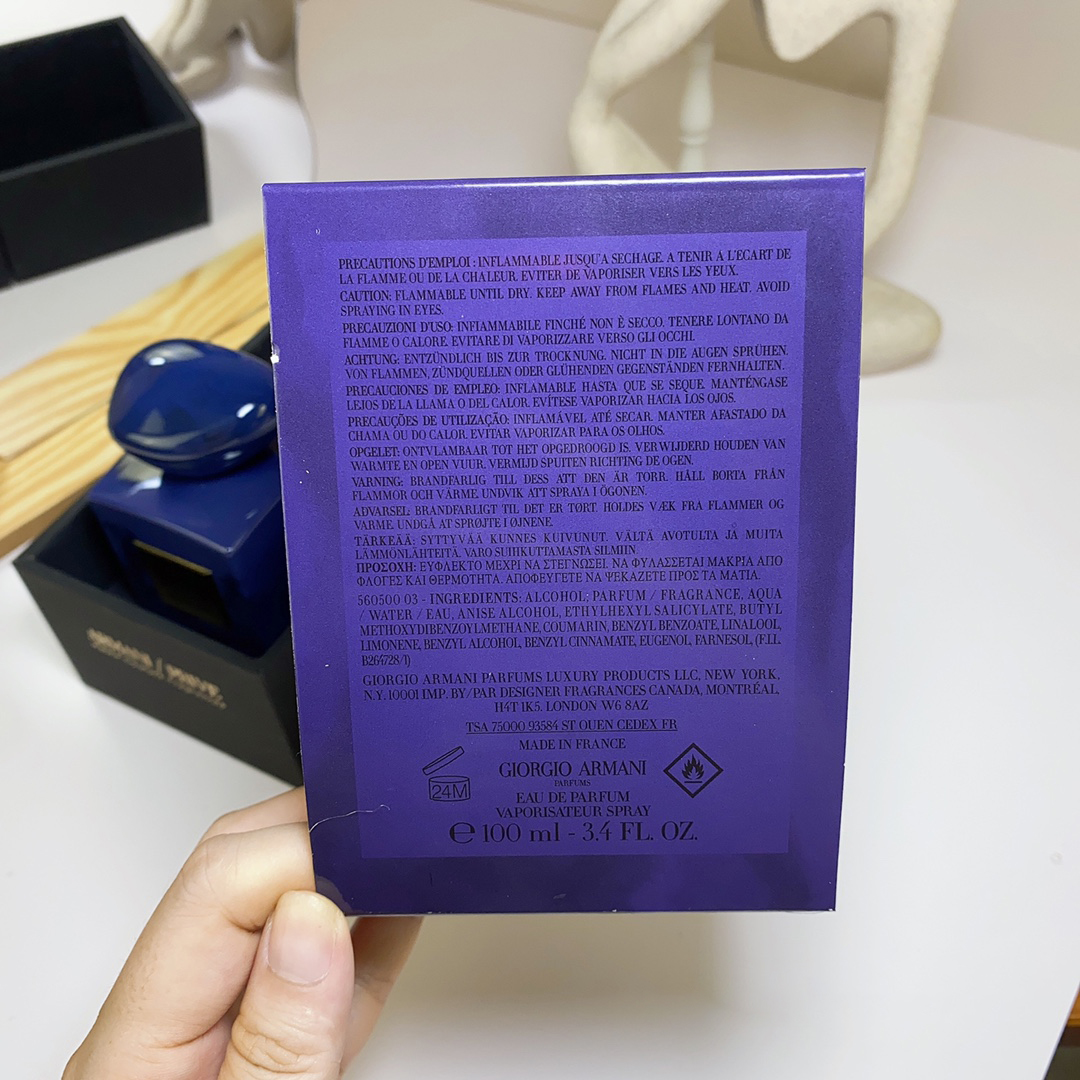 PRECAUTIONS D'EMPLOI : INFLAMMABLE JUSQU'A SECHAGE. A TENIR A L'ECART DE
LA FLAMME OU DE LA CHALEUR. EVITER DE VAPORISER VERS LES YEUX.
CAUTION: FLAMMABLE UNTIL DRY. KEEP AWAY FROM FLAMES AND HEAT. AVOID
SPRAYING IN EYES.
PRECAUZIONI D'USO: INFIAMMABILE FINCHÉ NON È SECCO. TENERE LONTANO DA
FIAMME O CALORE. EVITARE DI VAPORIZZARE VERSO GLI OCCHI.
ACHTUNG: ENTZÜNDLICH BIS ZUR TROCKNUNG. NICHT IN DIE AUGEN SPRÜHEN.
VON FLAMMEN, ZÜNDQUELLEN ODER GLÜHENDEN GEGENSTÄNDEN FERNHALTEN.
PRECAUCIONES DE EMPLEO: INFLAMABLE HASTA QUE SE SEQUE. MANTÉNGASE
LEJOS DE LA LLAMA O DEL CALOR. EVÍTESE VAPORIZAR HACIA LOS OJOS.
PRECAUÇÕES DE UTILIZAÇÃO: INFLAMÁVEL ATÉ SECAR. MANTER AFASTADO DA
CHAMA OU DO CALOR. EVITAR VAPORIZAR PARA OS OLHOS.
OPGELET: ONTVLAMBAAR TOT HET OPGEDROOGD IS. VERWIJDERD HOUDEN VAN
WARMTE EN OPEN VUUR. VERMIJD SPUITEN RICHTING DE OGEN.
VARNING: BRANDFARLIG TILL DESS ATT DEN ÄR TORR. HÅLL BORTA FRÅN
FLAMMOR OCH VÄRME. UNDVIK ATT SPRAYA I ÖGONEN.
ADVARSEL: BRANDFARLIGT TIL DET ER TØRT. HOLDES VÆK FRA FLAMMER OG
VARME. UNDGÅ AT SPRØJTE I ØJNENE.
TÄRKEÄÄ: SYTTYVÄÄ KUNNES KUIVUNUT. VÄLTÄ AVOTULTA JA MUITA
LÄMMÖNLÄHTEITÄ. VARO SUIHKUTTAMASTA SILMIIN.
ΠΡΟΣΟΧΗ: ΕΥΦΛΕΚΤΟ ΜΕΧΡΙ ΝΑ ΣΤΕΓΝΩΣΕΙ. ΝΑ ΦΥΛΑΣΣΕΤΑΙ ΜΑΚΡΙΑ ΑΠΟ
ΦΛΟΓΕΣ ΚΑΙ ΘΕΡΜΟΤΗΤΑ. ΑΠΟΦΕΥΓΕΤΕ ΝΑ ΨΕΚΑΖΕΤΕ ΠΡΟΣ ΤΑ ΜΑΤΙΑ.
560500 03 - INGREDIENTS: ALCOHOL; PARFUM / FRAGRANCE, AQUA
/ WATER / EAU, ANISE ALCOHOL, ETHYLHEXYL SALICYLATE, BUTYL
METHOXYDIBENZOYLMETHANE, COUMARIN, BENZYL BENZOATE, LINALOOL,
LIMONENE, BENZYL ALCOHOL, BENZYL CINNAMATE, EUGENOL, FARNESOL, (F.I.L.
B264728/1)
GIORGIO ARMANI PARFUMS LUXURY PRODUCTS LLC, NEW YORK,
N.Y. 10001 IMP. BY/PAR DESIGNER FRAGRANCES CANADA, MONTRÉAL,
H4T 1K5. LONDON W6 8AZ
TSA 75000 93584 ST OUEN CEDEX FR
MADE IN FRANCE
24M
GIORGIO ARMANI
PARFUMS
EAU DE PARFUM
VAPORISATEUR SPRAY
℮ 100 ml - 3.4 FL. OZ.
ARMANI / PRIVÉ